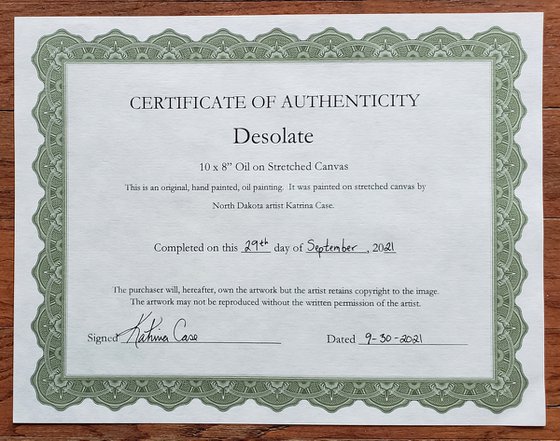 CERTIFICATE OF AUTHENTICITY
Desolate
10 x 8” Oil on Stretched Canvas
This is an original, hand painted, oil painting. It was painted on stretched canvas by
North Dakota artist Katrina Case.
Completed on this 29th day of September, 2021
The purchaser will, hereafter, own the artwork but the artist retains copyright to the image.
The artwork may not be reproduced without the written permission of the artist.
Signed Katrina Case Dated 9-30-2021